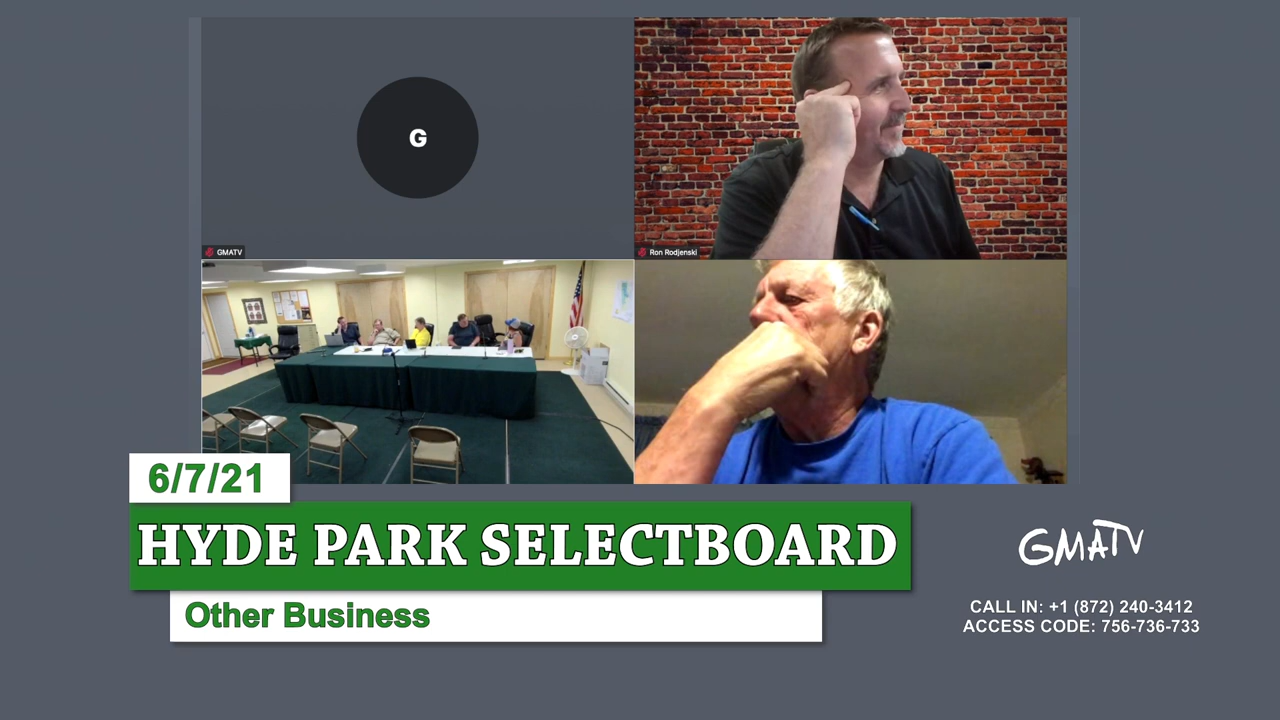 G
GMATV
Ron Rodjenski
6/7/21
HYDE PARK SELECTBOARD
Other Business
GMATV
CALL IN: +1 (872) 240-3412
ACCESS CODE: 756-736-733